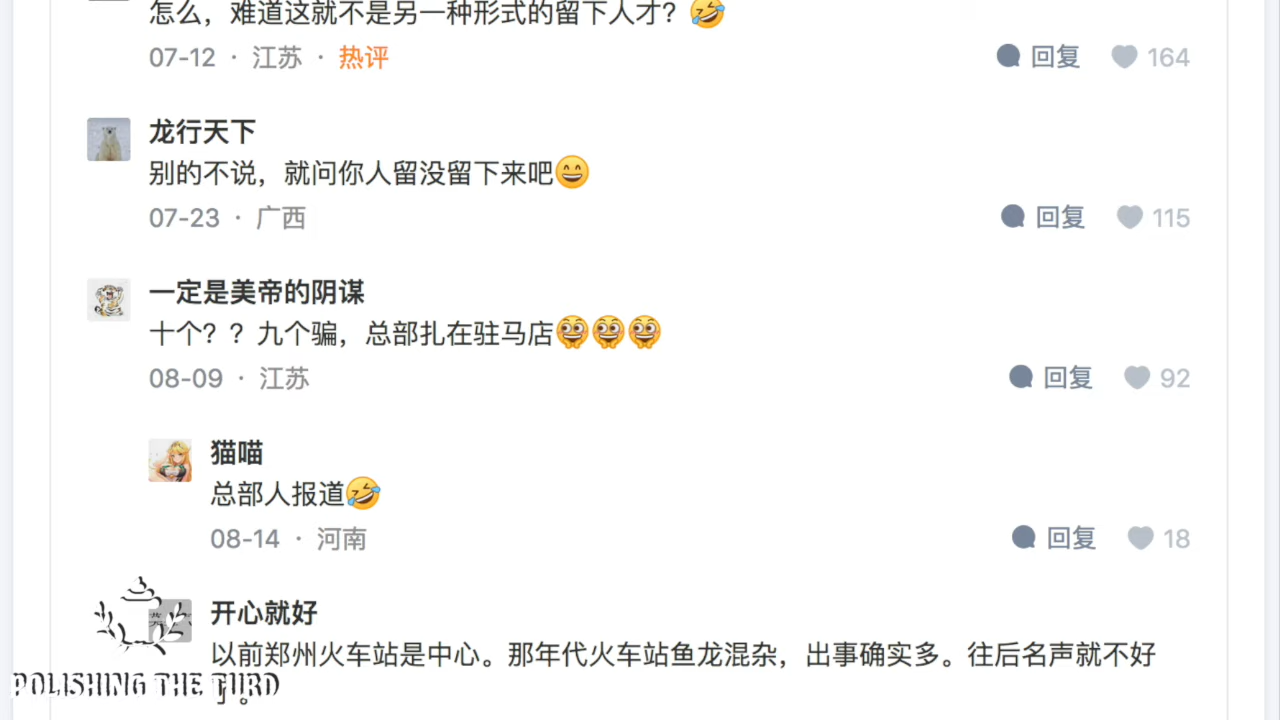 怎么，难道这就不是另一种形式的留下人才？🤣
07-12 · 江苏 · 热评
回复 164
龙行天下
别的不说，就问你人留没留下来吧😄
07-23 · 广西
回复 115
一定是美帝的阴谋
十个？？九个骗，总部扎在驻马店
08-09 · 江苏
回复 92
猫喵
总部人报道🤣
08-14 · 河南
回复 18
开心就好
以前郑州火车站是中心。那年代火车站鱼龙混杂，出事确实多。往后名声就不好
了。
POLISHING THE TURD